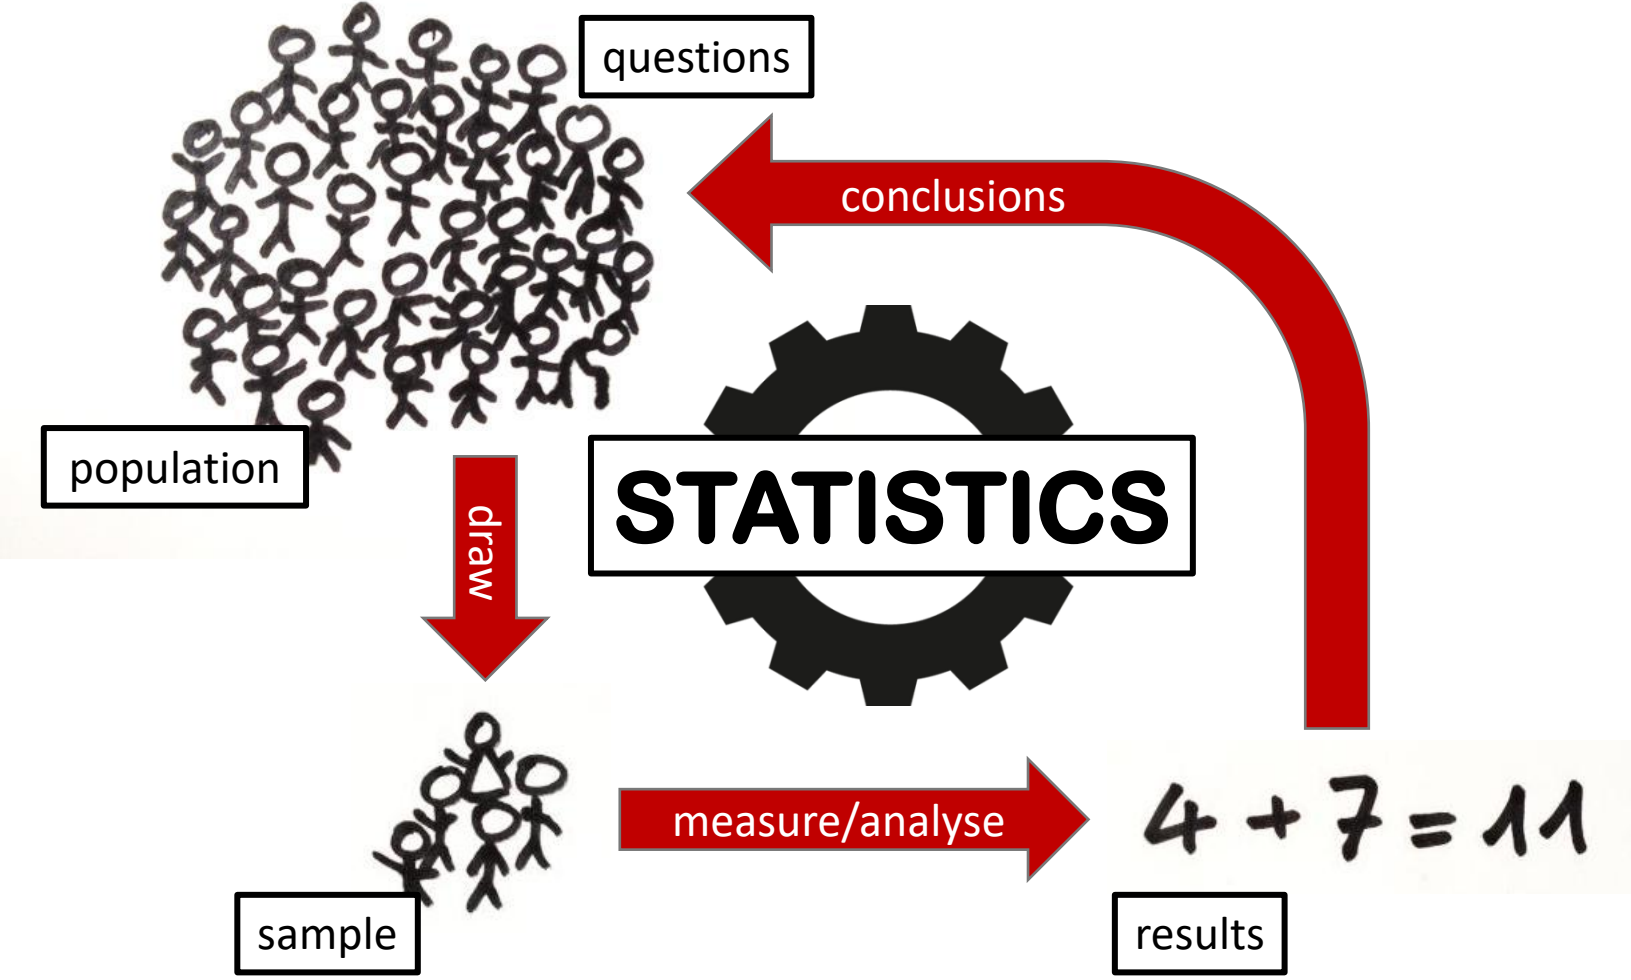 questions
conclusions
population
draw
STATISTICS
measure/analyse
4 + 7 = 11
sample
results